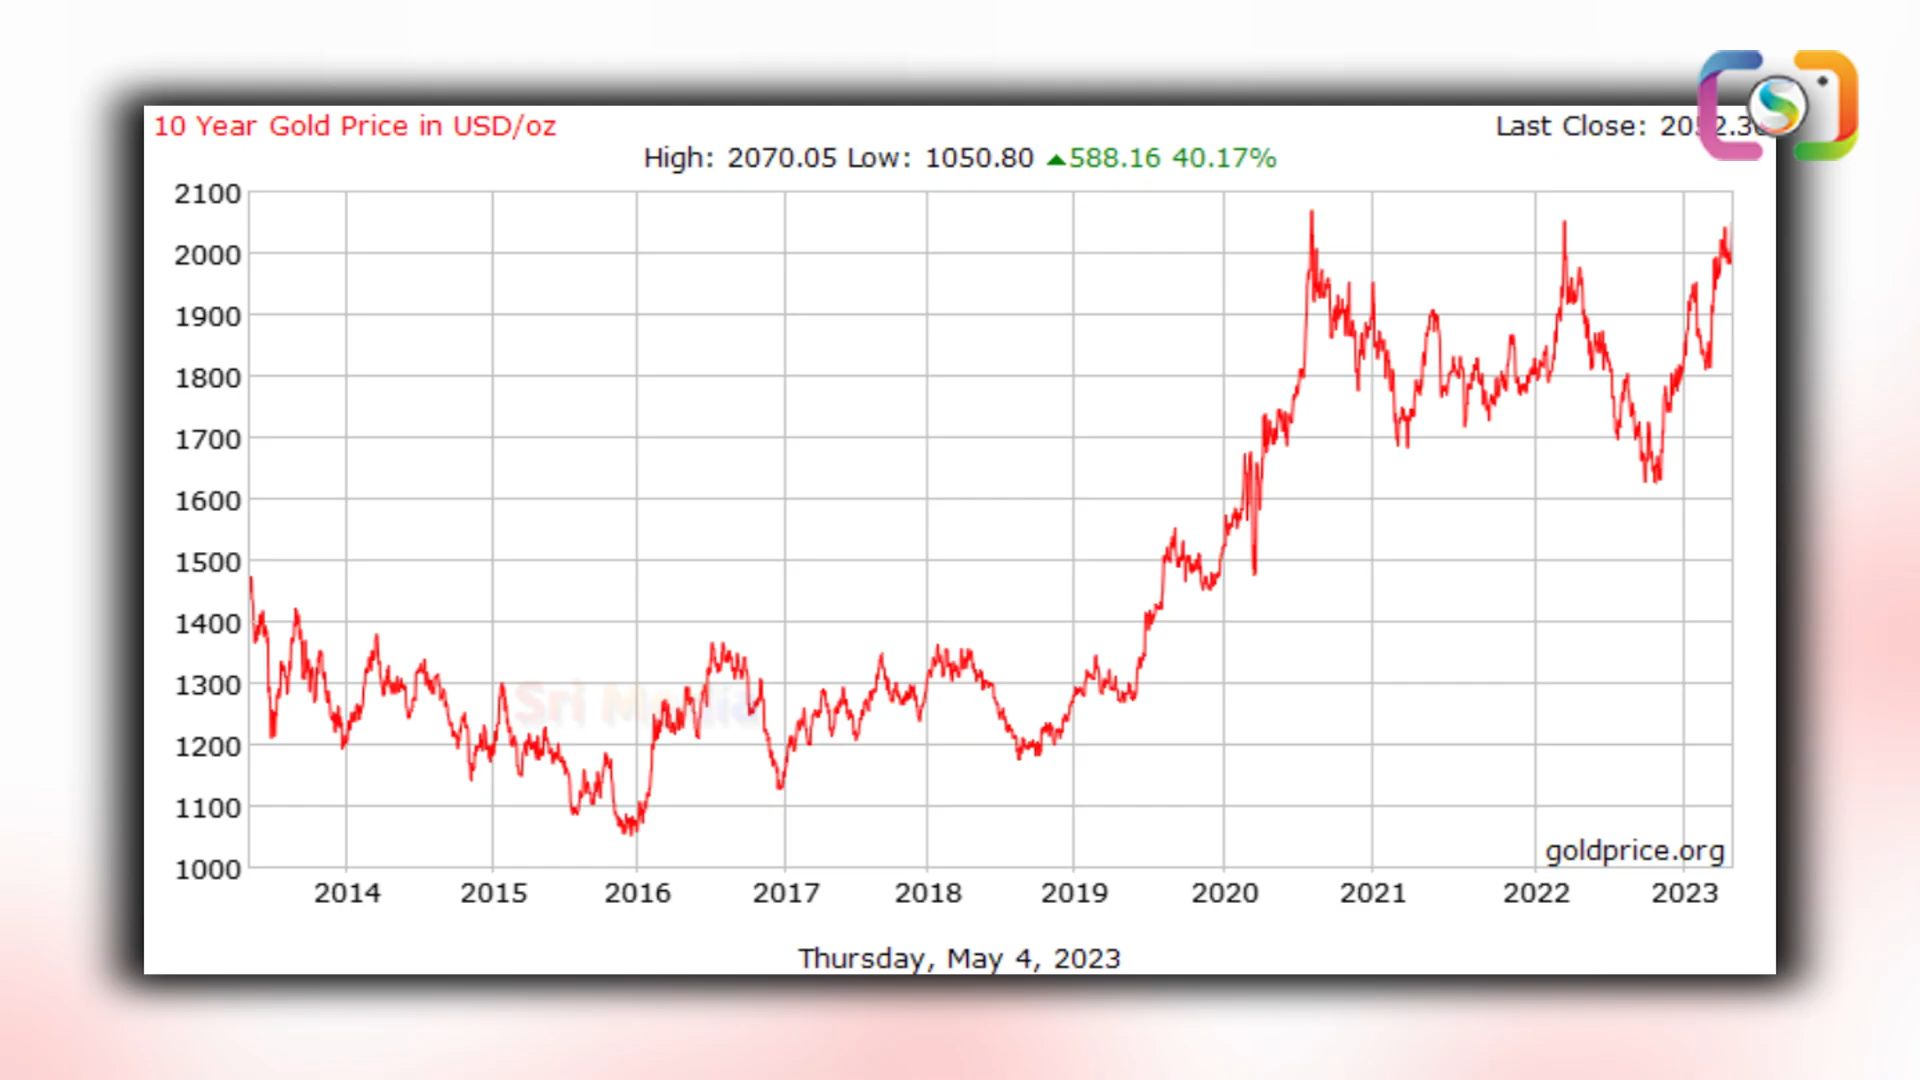 10 Year Gold Price in USD/oz
Last Close:
High: 2070.05 Low: 1050.80 ▲588.16 40.17%
2100
2000
1900
1800
1700
1600
1500
1400
1300
1200
1100
1000
Sri Media
goldprice.org
2014 2015 2016 2017 2018 2019 2020 2021 2022 2023
Thursday, May 4, 2023